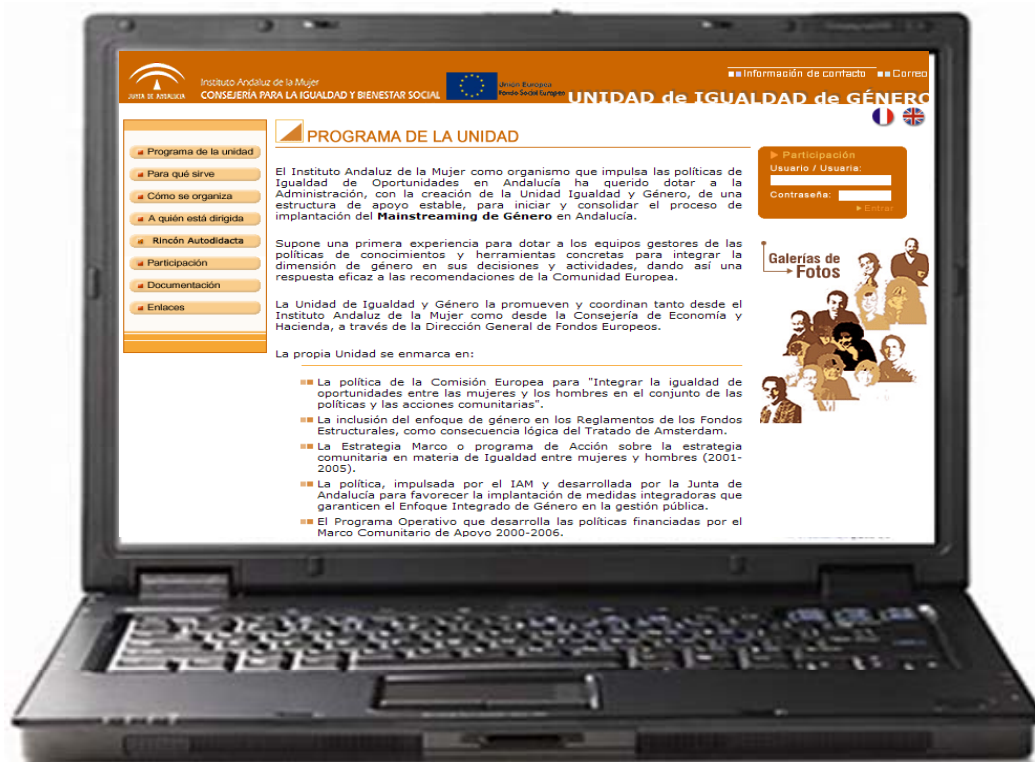 JUNTA DE ANDALUCIA
Instituto Andaluz de la Mujer
CONSEJERÍA PARA LA IGUALDAD Y BIENESTAR SOCIAL
Unión Europea
Fondo Social Europeo
Información de contacto
Correo
UNIDAD de IGUALDAD de GÉNERO
Programa de la unidad
Para qué sirve
Cómo se organiza
A quién está dirigida
Rincón Autodidacta
Participación
Documentación
Enlaces
PROGRAMA DE LA UNIDAD
El Instituto Andaluz de la Mujer como organismo que impulsa las políticas de
Igualdad de Oportunidades en Andalucía ha querido dotar a la
Administración, con la creación de la Unidad Igualdad y Género, de una
estructura de apoyo estable, para iniciar y consolidar el proceso de
implantación del Mainstreaming de Género en Andalucía.
Supone una primera experiencia para dotar a los equipos gestores de las
políticas de conocimientos y herramientas concretas para integrar la
dimensión de género en sus decisiones y actividades, dando así una
respuesta eficaz a las recomendaciones de la Comunidad Europea.
La Unidad de Igualdad y Género la promueven y coordinan tanto desde el
Instituto Andaluz de la Mujer como desde la Consejería de Economía y
Hacienda, a través de la Dirección General de Fondos Europeos.
La propia Unidad se enmarca en:
La política de la Comisión Europea para "Integrar la igualdad de
oportunidades entre las mujeres y los hombres en el conjunto de las
políticas y las acciones comunitarias".
La inclusión del enfoque de género en los Reglamentos de los Fondos
Estructurales, como consecuencia lógica del Tratado de Amsterdam.
La Estrategia Marco o programa de Acción sobre la estrategia
comunitaria en materia de Igualdad entre mujeres y hombres (2001-
2005).
La política, impulsada por el IAM y desarrollada por la Junta de
Andalucía para favorecer la implantación de medidas integradoras que
garanticen el Enfoque Integrado de Género en la gestión pública.
El Programa Operativo que desarrolla las políticas financiadas por el
Marco Comunitario de Apoyo 2000-2006.
Participación
Usuario / Usuaria:
Contraseña:
Entrar
Galerías de
Fotos